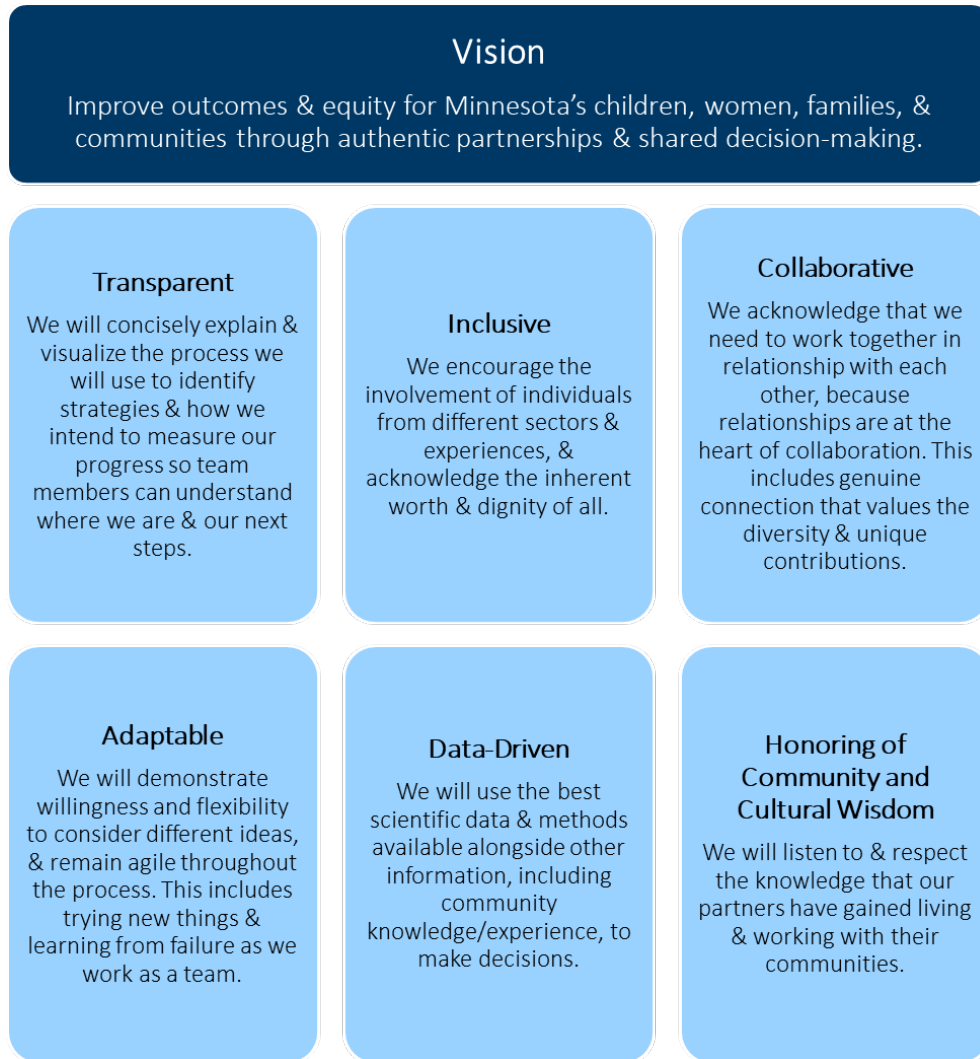 Vision
Improve outcomes & equity for Minnesota's children, women, families, &
communities through authentic partnerships & shared decision-making.
Transparent
We will concisely explain &
visualize the process we
will use to identify
strategies & how we
intend to measure our
progress so team
members can understand
where we are & our next
steps.
Inclusive
We encourage the
involvement of individuals
from different sectors &
experiences, &
acknowledge the inherent
worth & dignity of all.
Collaborative
We acknowledge that we
need to work together in
relationship with each
other, because
relationships are at the
heart of collaboration. This
includes genuine
connection that values the
diversity & unique
contributions.
Adaptable
We will demonstrate
willingness and flexibility
to consider different ideas,
& remain agile throughout
the process. This includes
trying new things &
learning from failure as we
work as a team.
Data-Driven
We will use the best
scientific data & methods
available alongside other
information, including
community
knowledge/experience, to
make decisions.
Honoring of
Community and
Cultural Wisdom
We will listen to & respect
the knowledge that our
partners have gained living
& working with their
communities.